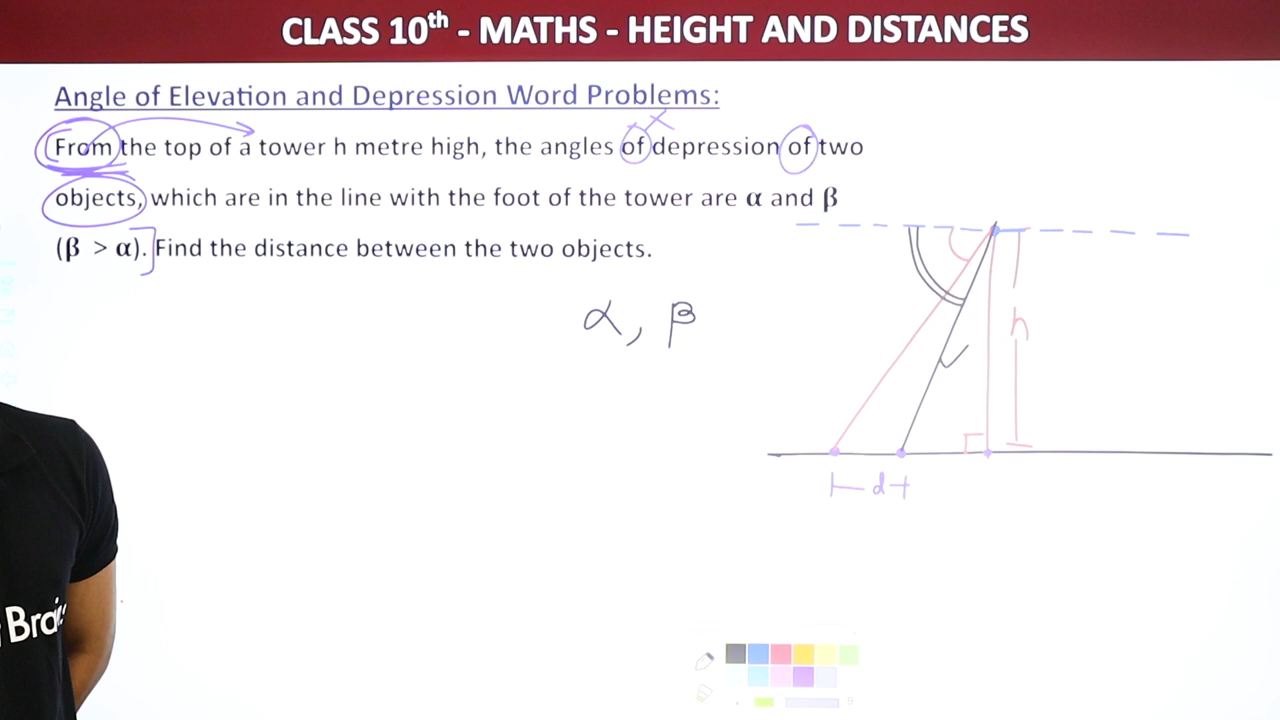 CLASS 10th - MATHS - HEIGHT AND DISTANCES
Angle of Elevation and Depression Word Problems:
From the top of a tower h metre high, the angles of depression of two
objects, which are in the line with the foot of the tower are α and β
(β > α). Find the distance between the two objects.
α, β
h
d